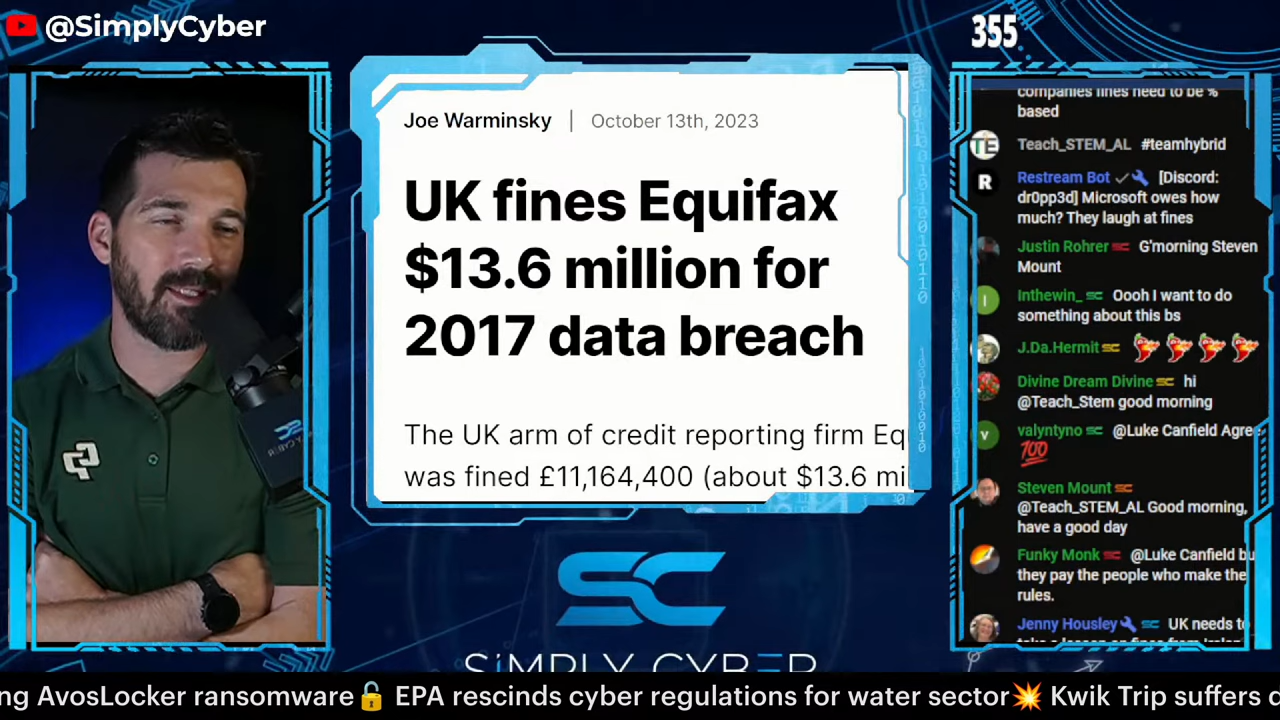 @SimplyCyber
355
Joe Warminsky | October 13th, 2023
UK fines Equifax
$13.6 million for
2017 data breach
The UK arm of credit reporting firm Eq
was fined £11,164,400 (about $13.6 mi
SC
SIMPLY CYBER
companies fines need to be %
based
TE
Teach_STEM_AL #teamhybrid
R
Restream Bot [Discord:
dr0pp3d] Microsoft owes how
much? They laugh at fines
Justin Rohrer G'morning Steven
Mount
I
Inthewin_ Oooh I want to do
something about this bs
J.Da.Hermit
Divine Dream Divine hi
@Teach_Stem good morning
v
valyntyno @Luke Canfield Agree
💯
Steven Mount
@Teach_STEM_AL Good morning,
have a good day
Funky Monk @Luke Canfield bu
they pay the people who make the
rules.
Jenny Housley UK needs to
ng AvosLocker ransomware🔓 EPA rescinds cyber regulations for water sector💥 Kwik Trip suffers